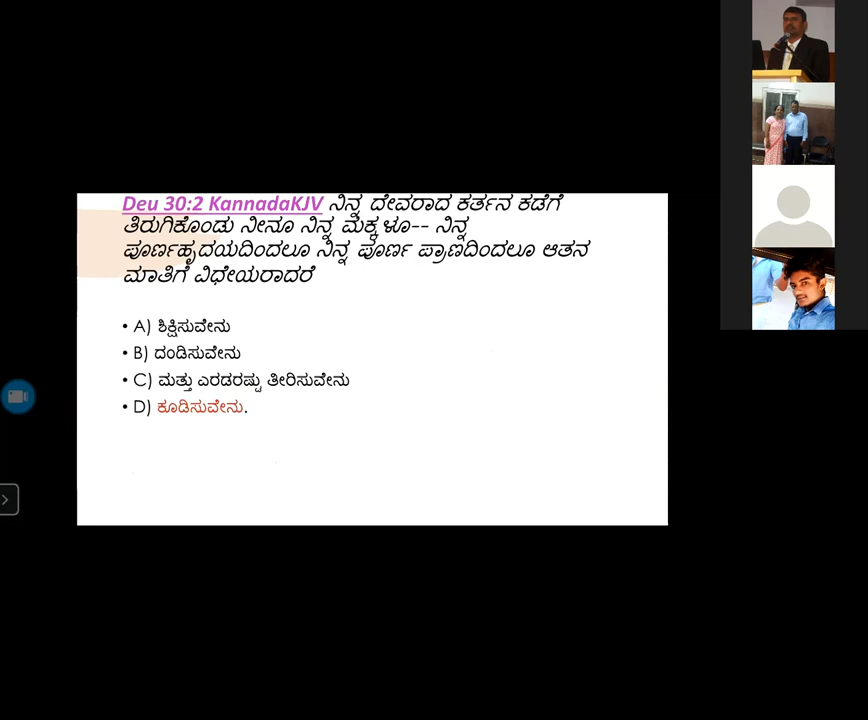 Deu 30:2 KannadaKJV ನಿನ್ನ ದೇವರಾದ ಕರ್ತನ ಕಡೆಗೆ
ತಿರುಗಿಕೊಂಡು ನೀನೂ ನಿನ್ನ ಮಕ್ಕಳೂ-- ನಿನ್ನ
ಪೂರ್ಣಹೃದಯದಿಂದಲೂ ನಿನ್ನ ಪೂರ್ಣ ಪ್ರಾಣದಿಂದಲೂ ಆತನ
ಮಾತಿಗೆ ವಿಧೇಯರಾದರೆ
• A) ಶಿಕ್ಷಿಸುವೇನು
• B) ದಂಡಿಸುವೇನು
• C) ಮತ್ತು ಎರಡರಷ್ಟು ತೀರಿಸುವೇನು
• D) ಕೂಡಿಸುವೇನು.